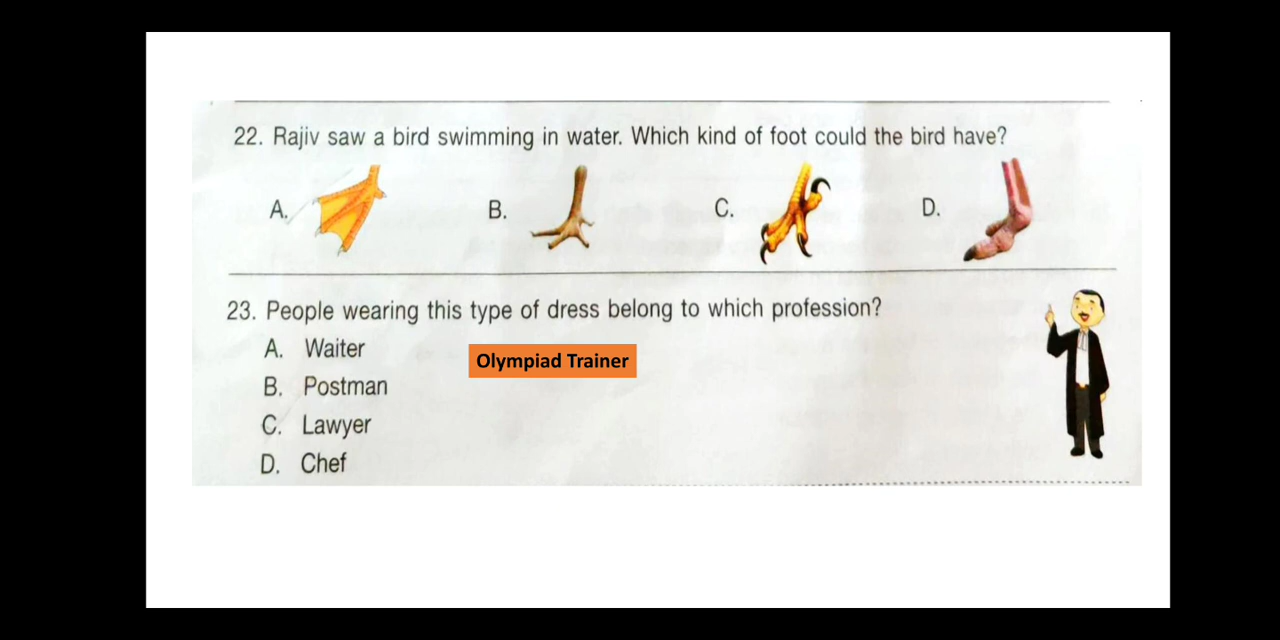 22. Rajiv saw a bird swimming in water. Which kind of foot could the bird have?
A. B. C. D.
23. People wearing this type of dress belong to which profession?
A. Waiter
Olympiad Trainer
B. Postman
C. Lawyer
D. Chef